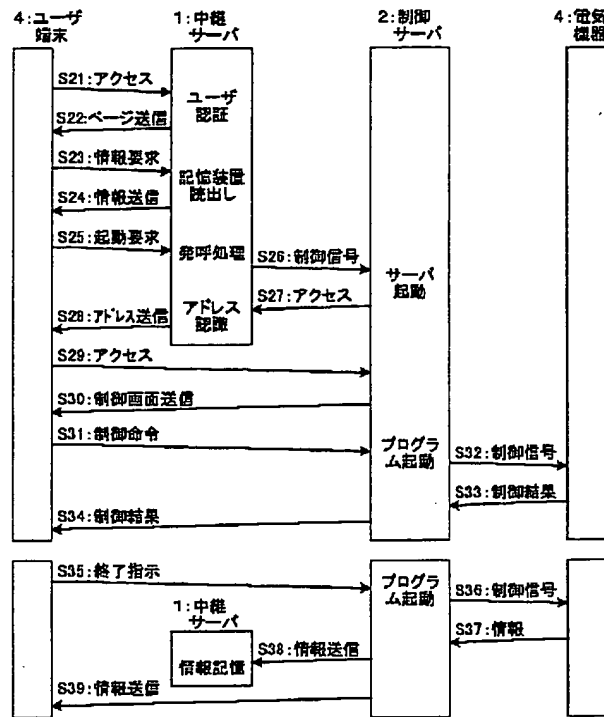 4:ユーザ
端末
1:中継
サーバ
2:制御
サーバ
4:電気
機器
S21:アクセス
ユーザ
認証
S22:ページ送信
S23:情報要求
記憶装置
読出し
S24:情報送信
S25:起動要求
発呼処理
S26:制御信号
サーバ
起動
S27:アクセス
アドレス
認識
S28:アドレス送信
S29:アクセス
S30:制御画面送信
S31:制御命令
プログラ
ム起動
S32:制御信号
S33:制御結果
S34:制御結果
S35:終了指示
プログラ
ム起動
S36:制御信号
1:中継
サーバ
S37:情報
S38:情報送信
情報記憶
S39:情報送信